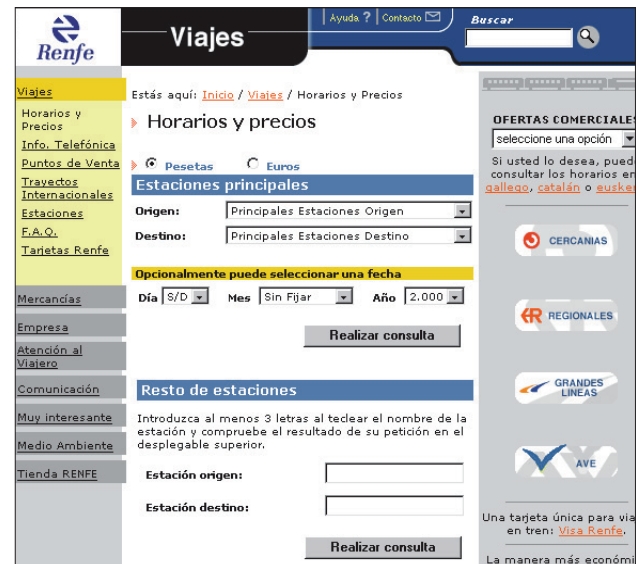 Renfe
Viajes
Ayuda ? Contacto
Buscar
Viajes
Horarios y
Precios
Info. Telefónica
Puntos de Venta
Trayectos
Internacionales
Estaciones
F.A.Q.
Tarjetas Renfe
Mercancías
Empresa
Atención al
Viajero
Comunicación
Muy interesante
Medio Ambiente
Tienda RENFE
Estás aquí: Inicio / Viajes / Horarios y Precios
Horarios y precios
Pesetas Euros
Estaciones principales
Origen: Principales Estaciones Origen
Destino: Principales Estaciones Destino
Opcionalmente puede seleccionar una fecha
Día S/D Mes Sin Fijar Año 2.000
Realizar consulta
Resto de estaciones
Introduzca al menos 3 letras al teclear el nombre de la
estación y compruebe el resultado de su petición en el
desplegable superior.
Estación origen:
Estación destino:
Realizar consulta
OFERTAS COMERCIALES
seleccione una opción
Si usted lo desea, pued
consultar los horarios en
gallego, catalán o eusker
CERCANIAS
R REGIONALES
GRANDES
LINEAS
AVE
Una tarjeta única para via
en tren: Visa Renfe.
La manera más económi